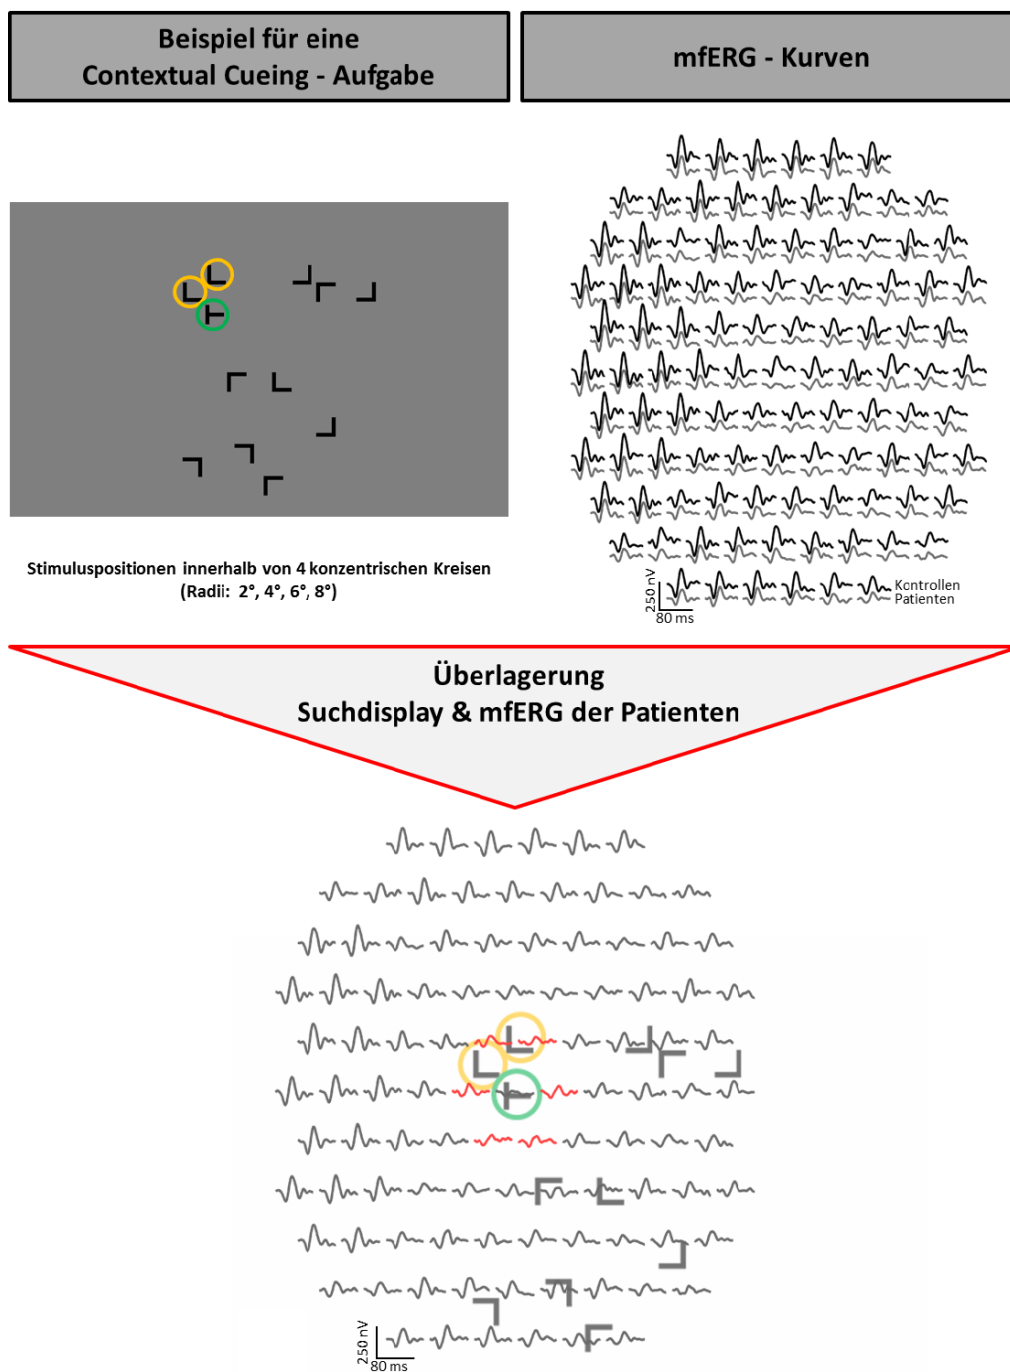 Beispiel für eine
Contextual Cueing - Aufgabe
mfERG - Kurven
Stimuluspositionen innerhalb von 4 konzentrischen Kreisen
(Radii: 2°, 4°, 6°, 8°)
250 nV
80 ms
Kontrollen
Patienten
Überlagerung
Suchdisplay & mfERG der Patienten
250 nV
80 ms